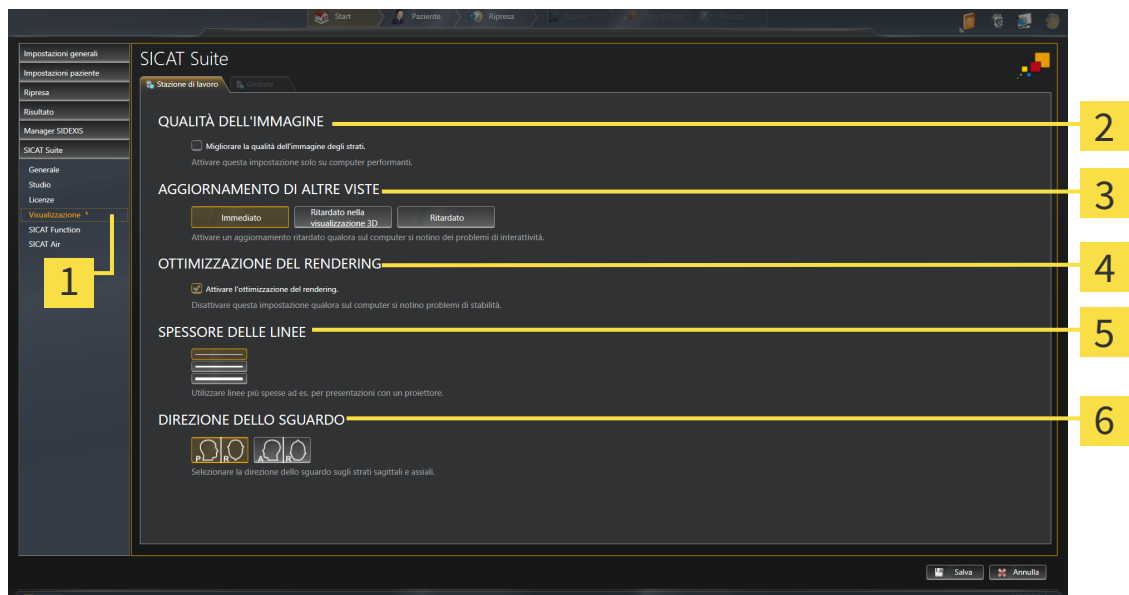 Start
Paziente
Ripresa
Impostazioni generali
Impostazioni paziente
Ripresa
Risultato
Manager SIDEXIS
SICAT Suite
Generale
Studio
Licenze
Visualizzazione *
SICAT Function
SICAT Air
1
SICAT Suite
Stazione di lavoro
Globale
QUALITÀ DELL'IMMAGINE
2
Migliorare la qualità dell'immagine degli strati.
Attivare questa impostazione solo su computer performanti.
AGGIORNAMENTO DI ALTRE VISTE
3
Immediato
Ritardato nella
visualizzazione 3D
Ritardato
Attivare un aggiornamento ritardato qualora sul computer si notino dei problemi di interattività.
OTTIMIZZAZIONE DEL RENDERING
4
Attivare l'ottimizzazione del rendering.
Disattivare questa impostazione qualora sul computer si notino problemi di stabilità.
SPESSORE DELLE LINEE
5
Utilizzare linee più spesse ad es. per presentazioni con un proiettore.
DIREZIONE DELLO SGUARDO
6
P R
A R
Selezionare la direzione dello sguardo sugli strati sagittali e assiali.
Salva
Annulla